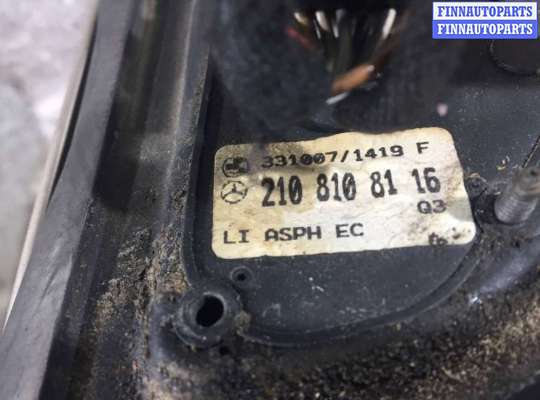 FINNAUTOPARTS
FINNAUTOPARTS
331007/1419 F
210 810 81 16
Q3
LI ASPH EC